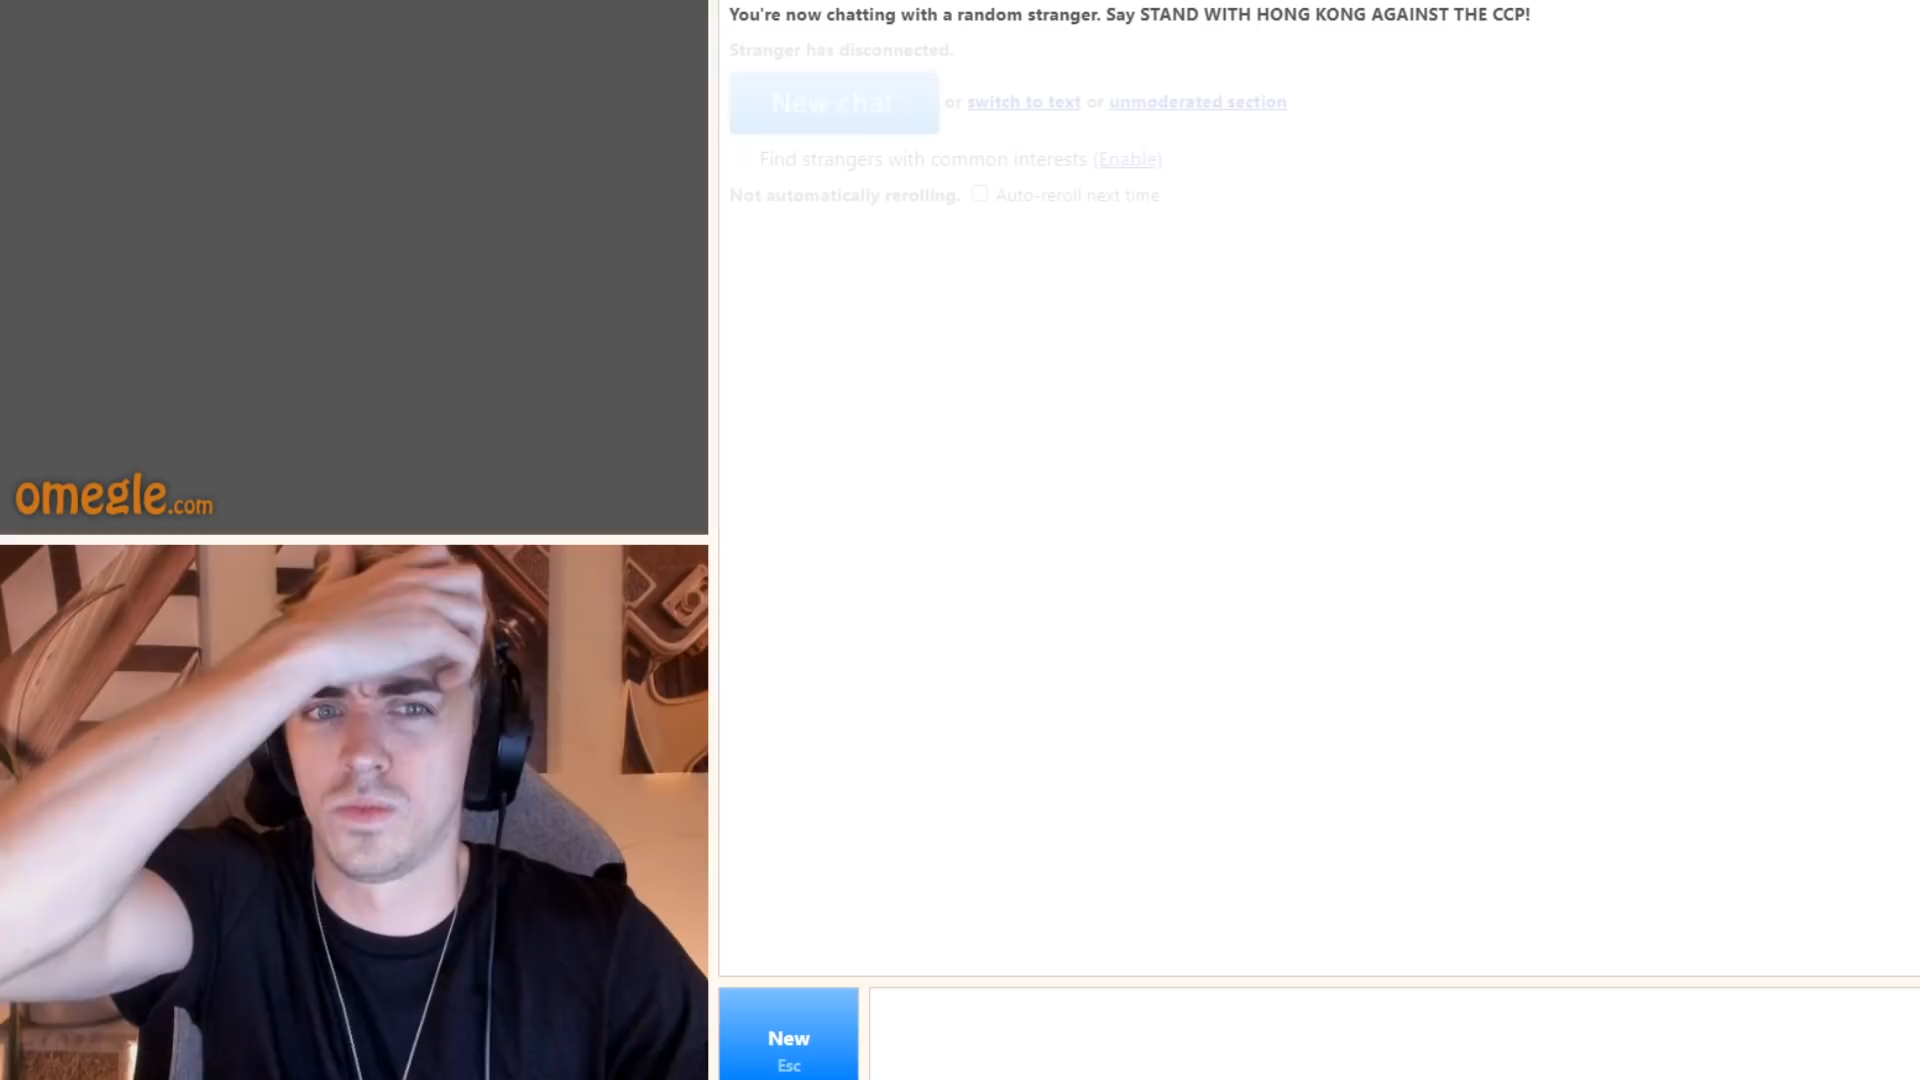 You're now chatting with a random stranger. Say STAND WITH HONG KONG AGAINST THE CCP!
Stranger has disconnected.
New chat or switch to text or unmoderated section
Find strangers with common interests (Enable)
Not automatically rerolling. Auto-reroll next time
omegle.com
New
Esc